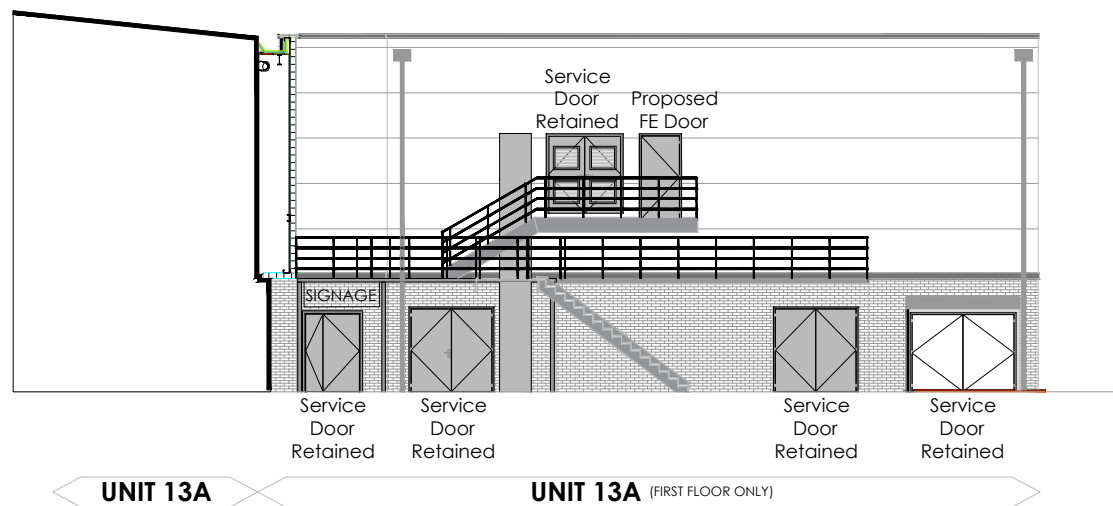 Service
Door
Retained
Proposed
FE Door
SIGNAGE
Service
Door
Retained
Service
Door
Retained
Service
Door
Retained
Service
Door
Retained
UNIT 13A
UNIT 13A (FIRST FLOOR ONLY)